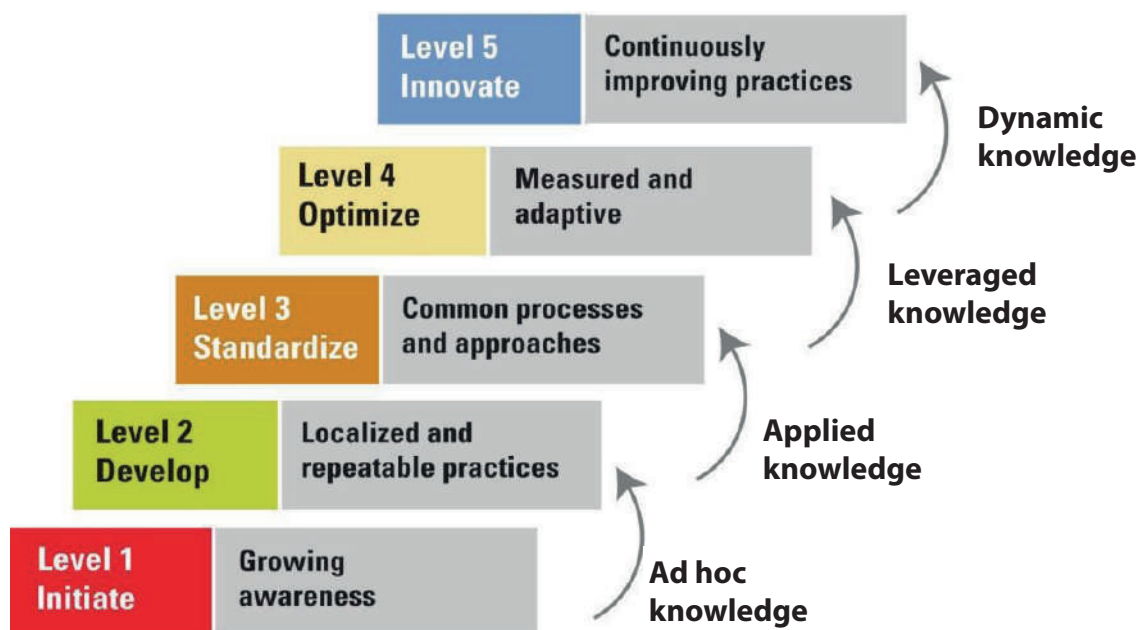 Level 5
Innovate
Continuously
improving practices
Dynamic
knowledge
Level 4
Optimize
Measured and
adaptive
Leveraged
knowledge
Level 3
Standardize
Common processes
and approaches
Applied
knowledge
Level 2
Develop
Localized and
repeatable practices
Ad hoc
knowledge
Level 1
Initiate
Growing
awareness